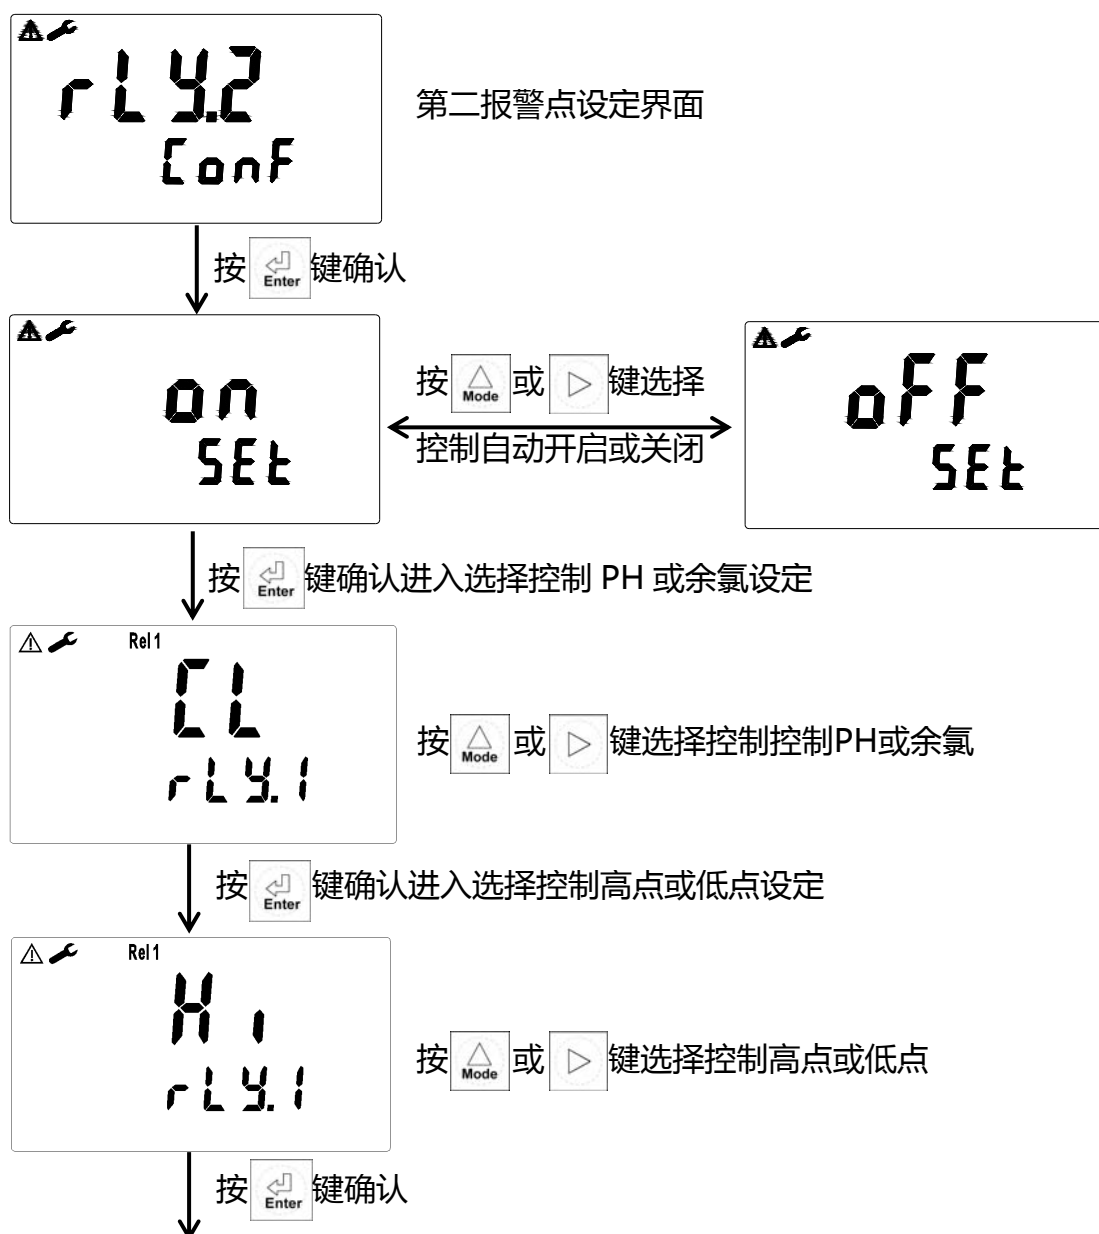 rLY.2
ConF
第二报警点设定界面
按 Enter 键确认
on
SEt
按 Mode 或 键选择
控制自动开启或关闭
oFF
SEt
按 Enter 键确认进入选择控制 PH 或余氯设定
Rel1
CL
rLY.1
按 Mode 或 键选择控制控制PH或余氯
按 Enter 键确认进入选择控制高点或低点设定
Rel1
Hi
rLY.1
按 Mode 或 键选择控制高点或低点
按 Enter 键确认